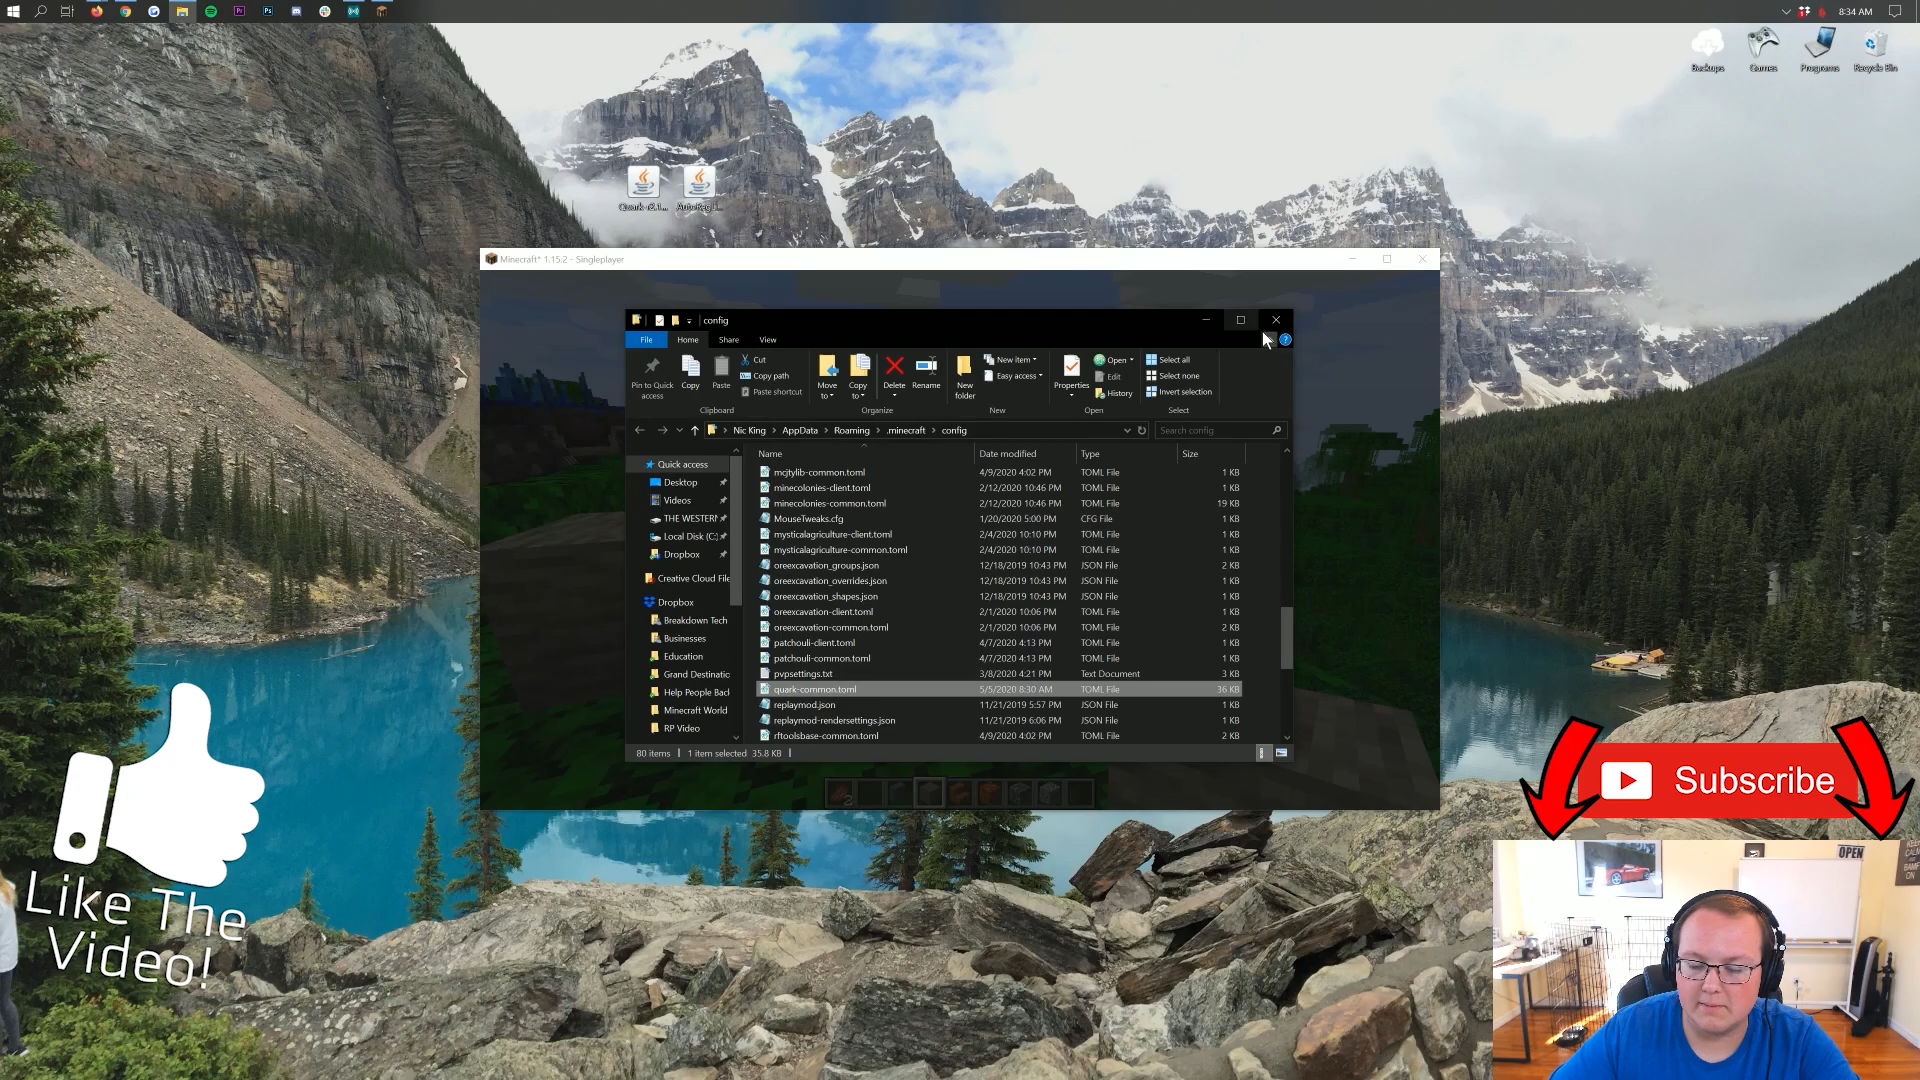 8:34 AM
Backups Games Programs Recycle Bin
Minecraft* 1.15.2 - Singleplayer
config
File Home Share View
Pin to Quick access
Copy
Paste
Cut
Copy path
Paste shortcut
Move to
Copy to
Delete
Rename
New folder
New item
Easy access
Properties
Open
Edit
History
Select all
Select none
Invert selection
Clipboard Organize New Open Select
Nic King > AppData > Roaming > .minecraft > config
Search config
Name Date modified Type Size
Quick access
Desktop
Videos
THE WESTERN
Local Disk (C:)
Dropbox
Creative Cloud File
Dropbox
Breakdown Tech
Businesses
Education
Grand Destinatic
Help People Back
Minecraft World
RP Video
mcjtylib-common.toml 4/9/2020 4:02 PM TOML File 1 KB
minecolonies-client.toml 2/12/2020 10:46 PM TOML File 1 KB
minecolonies-common.toml 2/12/2020 10:46 PM TOML File 19 KB
MouseTweaks.cfg 1/20/2020 5:00 PM CFG File 1 KB
mysticalagriculture-client.toml 2/4/2020 10:10 PM TOML File 1 KB
mysticalagriculture-common.toml 2/4/2020 10:10 PM TOML File 1 KB
oreexcavation_groups.json 12/18/2019 10:43 PM JSON File 2 KB
oreexcavation_overrides.json 12/18/2019 10:43 PM JSON File 1 KB
oreexcavation_shapes.json 12/18/2019 10:43 PM JSON File 1 KB
oreexcavation-client.toml 2/1/2020 10:06 PM TOML File 1 KB
oreexcavation-common.toml 2/1/2020 10:06 PM TOML File 2 KB
patchouli-client.toml 4/7/2020 4:13 PM TOML File 1 KB
patchouli-common.toml 4/7/2020 4:13 PM TOML File 1 KB
pvpsettings.txt 3/8/2020 4:21 PM Text Document 3 KB
quark-common.toml 5/5/2020 8:30 AM TOML File 36 KB
replaymod.json 11/21/2019 5:57 PM JSON File 1 KB
replaymod-rendersettings.json 11/21/2019 6:06 PM JSON File 1 KB
rftoolsbase-common.toml 4/9/2020 4:02 PM TOML File 2 KB
80 items 1 item selected 35.8 KB
2
Subscribe
Like The
Video!
OPEN
KEEP
CALM
ON